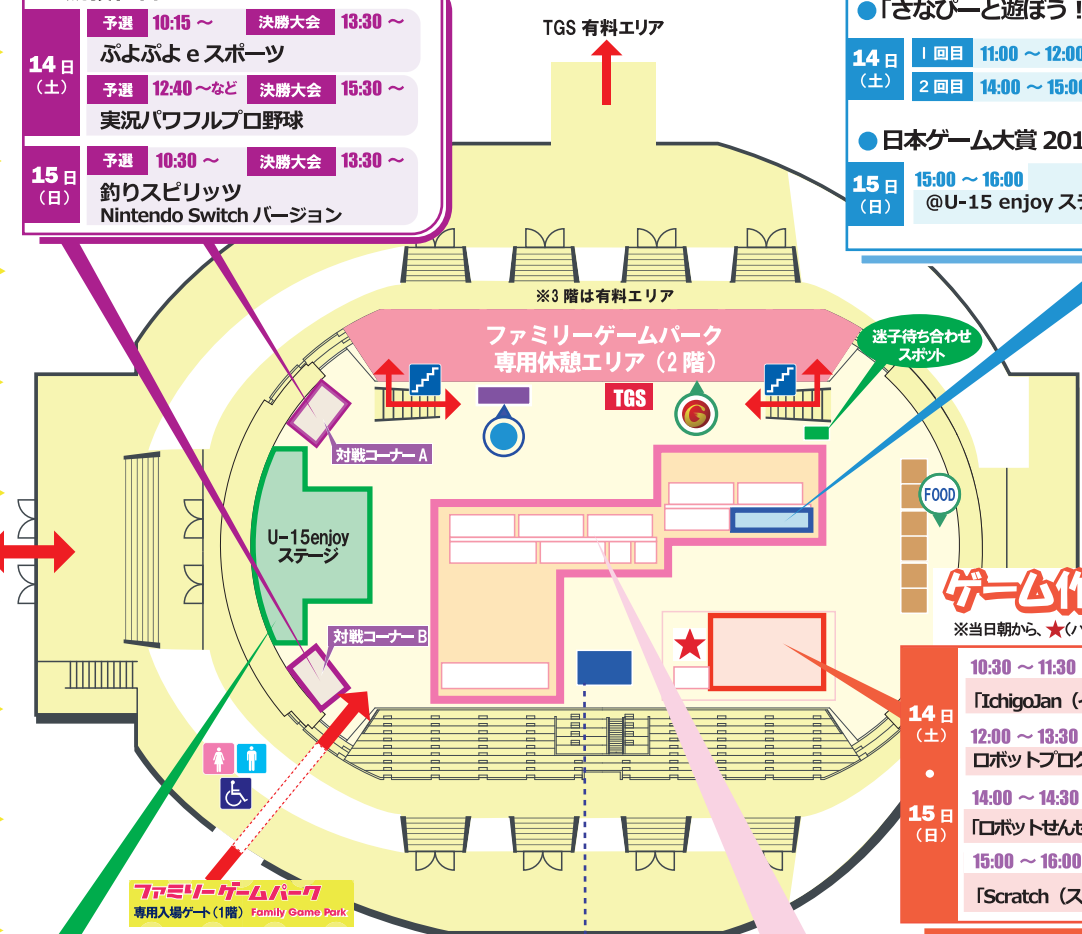 予選 10:15 ～ 決勝大会 13:30 ～
ぷよぷよ e スポーツ
14日
（土）
予選 12:40 ～など 決勝大会 15:30 ～
実況パワフルプロ野球
15日
（日）
予選 10:30 ～ 決勝大会 13:30 ～
釣りスピリッツ
Nintendo Switch バージョン
TGS 有料エリア
●「さなぴーと遊ぼう！
14日
（土）
1 回目 11:00 ～ 12:00
2 回目 14:00 ～ 15:00
●日本ゲーム大賞 201
15日
（日）
15:00 ～ 16:00
@U-15 enjoy ステ
※3 階は有料エリア
ファミリーゲームパーク
専用休憩エリア（2 階）
迷子待ち合わせ
スポット
TGS
G
対戦コーナー A
FOOD
U-15enjoy
ステージ
対戦コーナー B
★
ゲーム作
※当日朝から、★（パ
14日
（土）
・
15日
（日）
10:30 ～ 11:30
「IchigoJan（イ
12:00 ～ 13:30
ロボットプログ
14:00 ～ 14:30
「ロボットせんせ
15:00 ～ 16:00
「Scratch（ス
ファミリーゲームパーク
専用入場ゲート（1階） Family Game Park